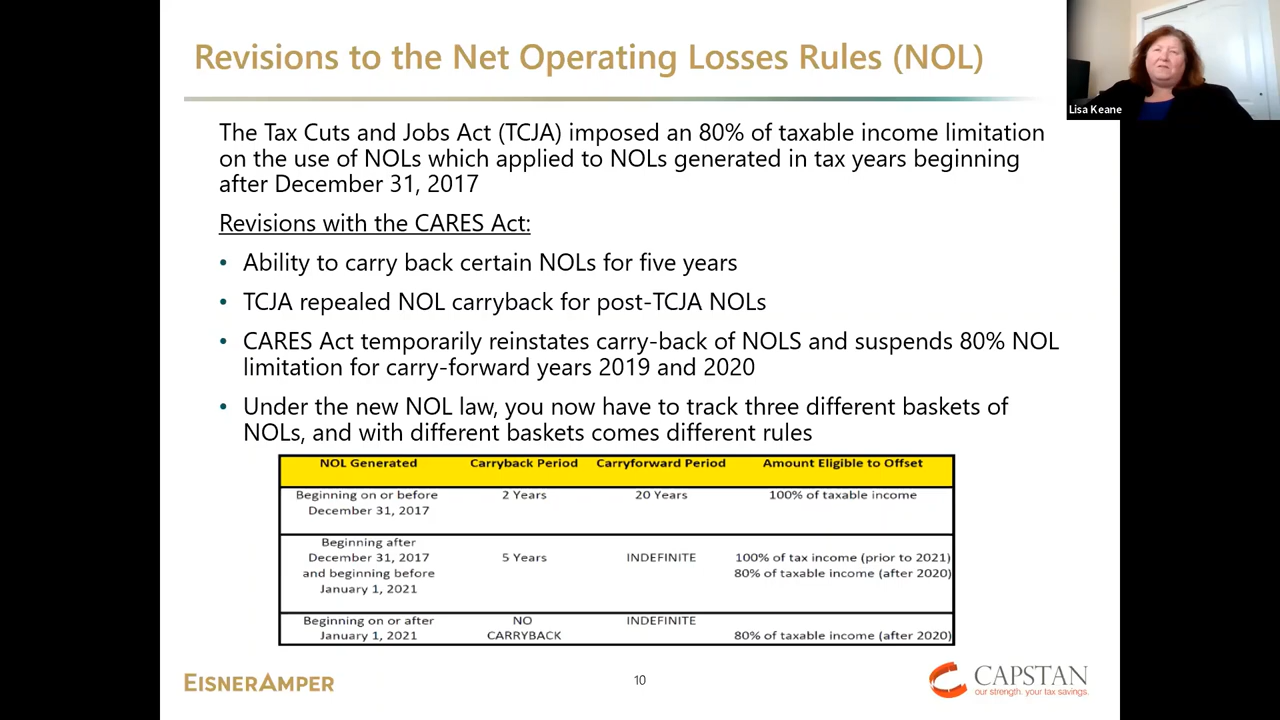 Revisions to the Net Operating Losses Rules (NOL)
Lisa Keane
The Tax Cuts and Jobs Act (TCJA) imposed an 80% of taxable income limitation
on the use of NOLs which applied to NOLs generated in tax years beginning
after December 31, 2017
Revisions with the CARES Act:
• Ability to carry back certain NOLs for five years
• TCJA repealed NOL carryback for post-TCJA NOLs
• CARES Act temporarily reinstates carry-back of NOLS and suspends 80% NOL
limitation for carry-forward years 2019 and 2020
• Under the new NOL law, you now have to track three different baskets of
NOLs, and with different baskets comes different rules
NOL Generated Carryback Period Carryforward Period Amount Eligible to Offset
Beginning on or before 2 Years 20 Years 100% of taxable income
December 31, 2017
Beginning after
December 31, 2017 5 Years INDEFINITE 100% of tax income (prior to 2021)
and beginning before 80% of taxable income (after 2020)
January 1, 2021
Beginning on or after NO INDEFINITE
January 1, 2021 CARRYBACK 80% of taxable income (after 2020)
EISNERAMPER
10
CAPSTAN
our strength. your tax savings.